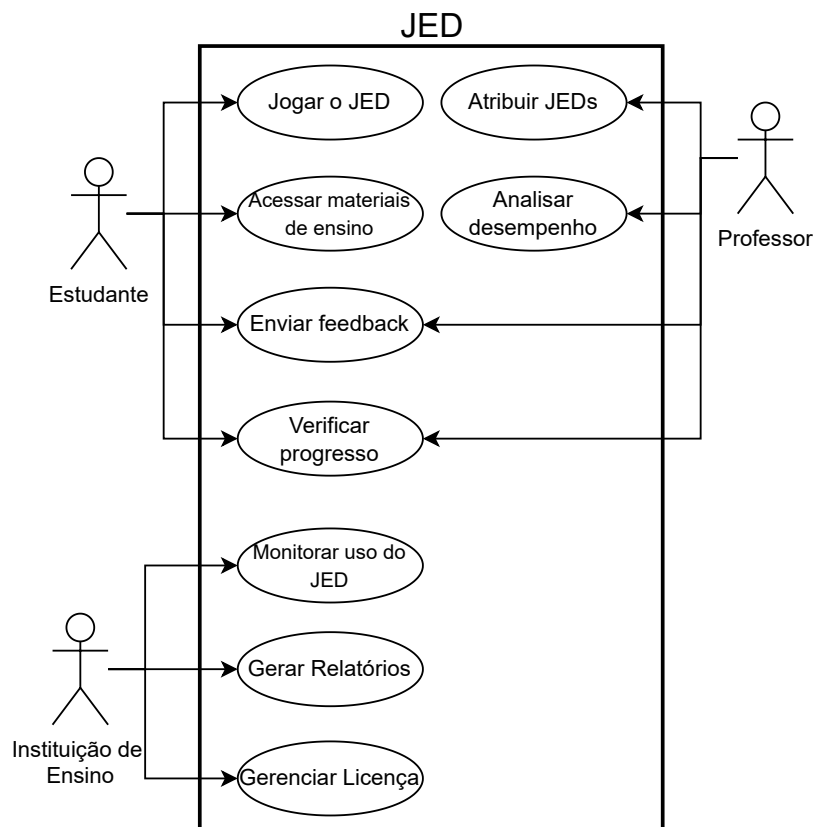 JED
Jogar o JED
Atribuir JEDs
Acessar materiais
de ensino
Analisar
desempenho
Professor
Estudante
Enviar feedback
Verificar
progresso
Monitorar uso do
JED
Gerar Relatórios
Instituição de
Ensino
Gerenciar Licença